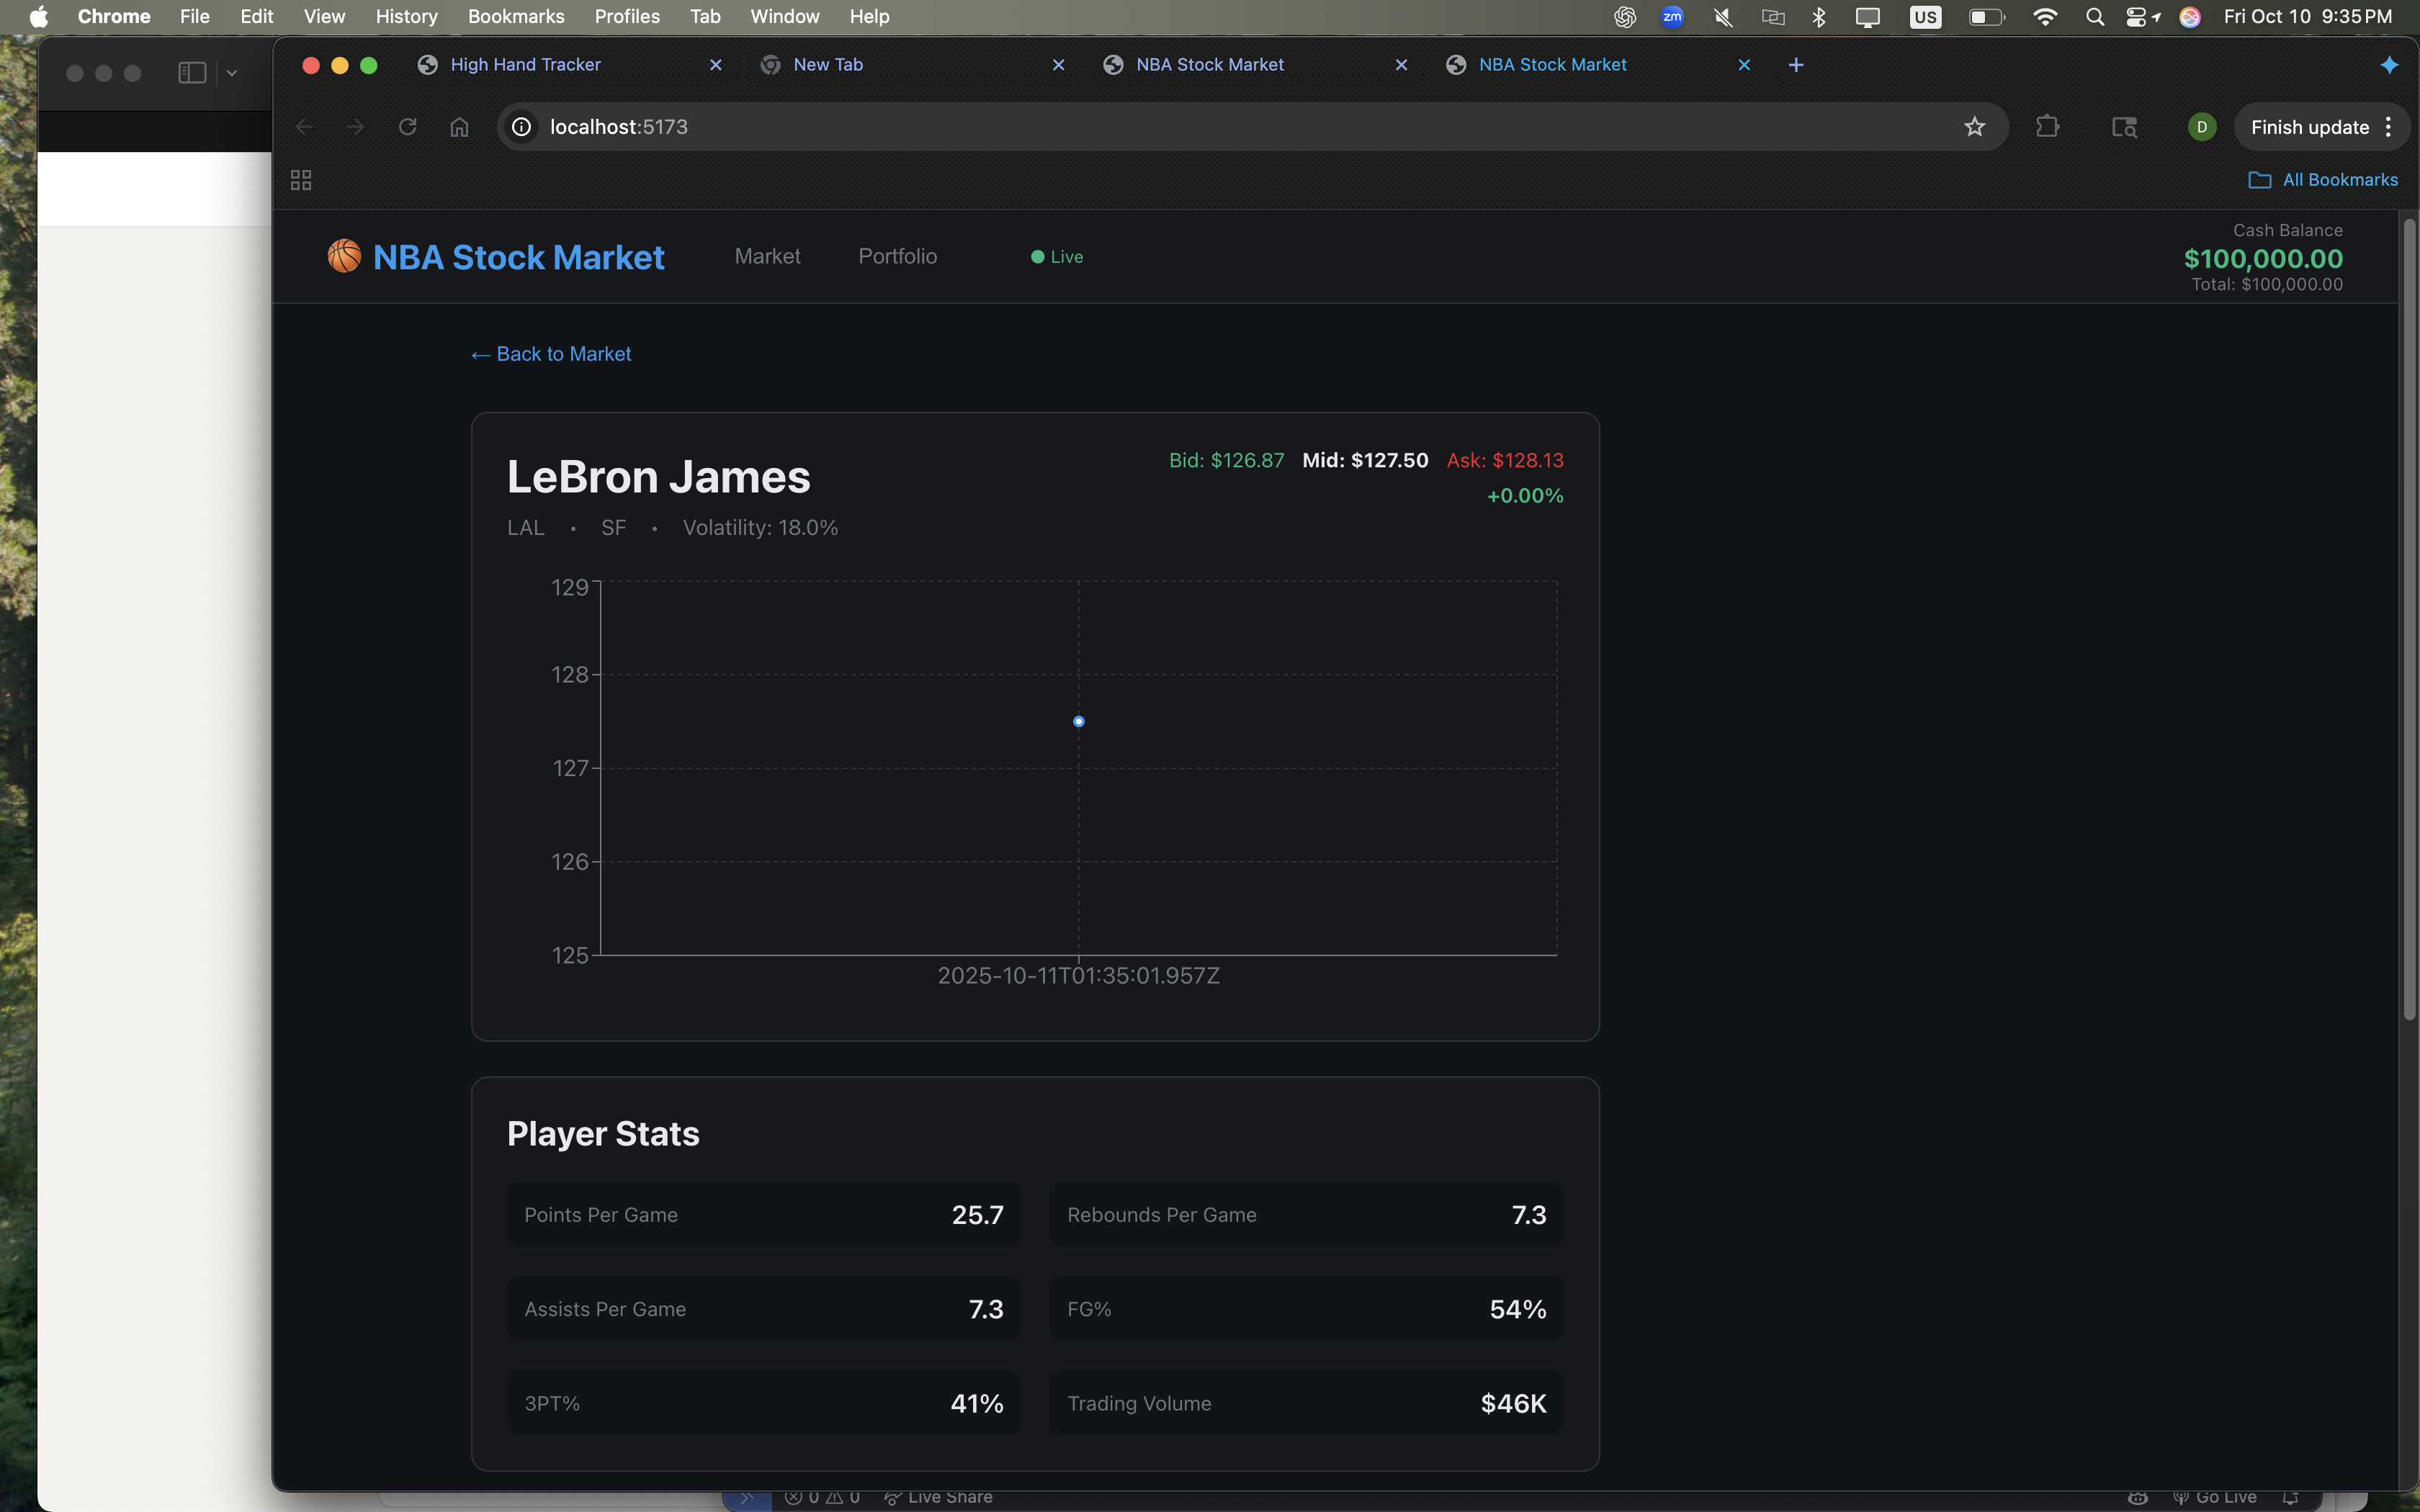 Chrome File Edit View History Bookmarks Profiles Tab Window Help zm US Fri Oct 10 9:35 PM
High Hand Tracker New Tab NBA Stock Market NBA Stock Market
localhost:5173 D Finish update
All Bookmarks
NBA Stock Market Market Portfolio Live
Cash Balance
$100,000.00
Total: $100,000.00
← Back to Market
LeBron James
LAL • SF • Volatility: 18.0%
Bid: $126.87 Mid: $127.50 Ask: $128.13
+0.00%
129
128
127
126
125
2025-10-11T01:35:01.957Z
Player Stats
Points Per Game 25.7
Rebounds Per Game 7.3
Assists Per Game 7.3
FG% 54%
3PT% 41%
Trading Volume $46K
0 0 Live Share Go Live